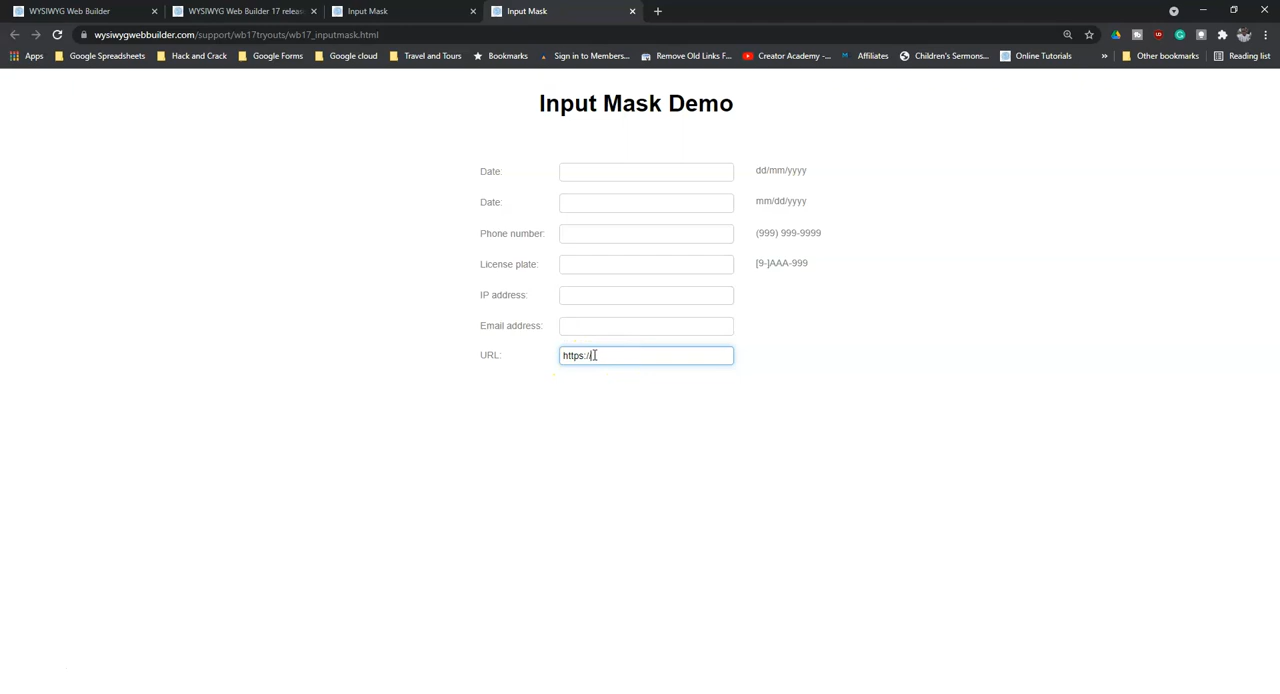 WYSIWYG Web Builder
WYSIWYG Web Builder 17 releas
Input Mask
Input Mask
wysiwygwebbuilder.com/support/wb17tryouts/wb17_inputmask.html
Apps Google Spreadsheets Hack and Crack Google Forms Google cloud Travel and Tours Bookmarks Sign in to Members... Remove Old Links F... Creator Academy -... Affiliates Children's Sermons... Online Tutorials » Other bookmarks Reading list
Input Mask Demo
Date: dd/mm/yyyy
Date: mm/dd/yyyy
Phone number: (999) 999-9999
License plate: [9-]AAA-999
IP address:
Email address:
URL: https://